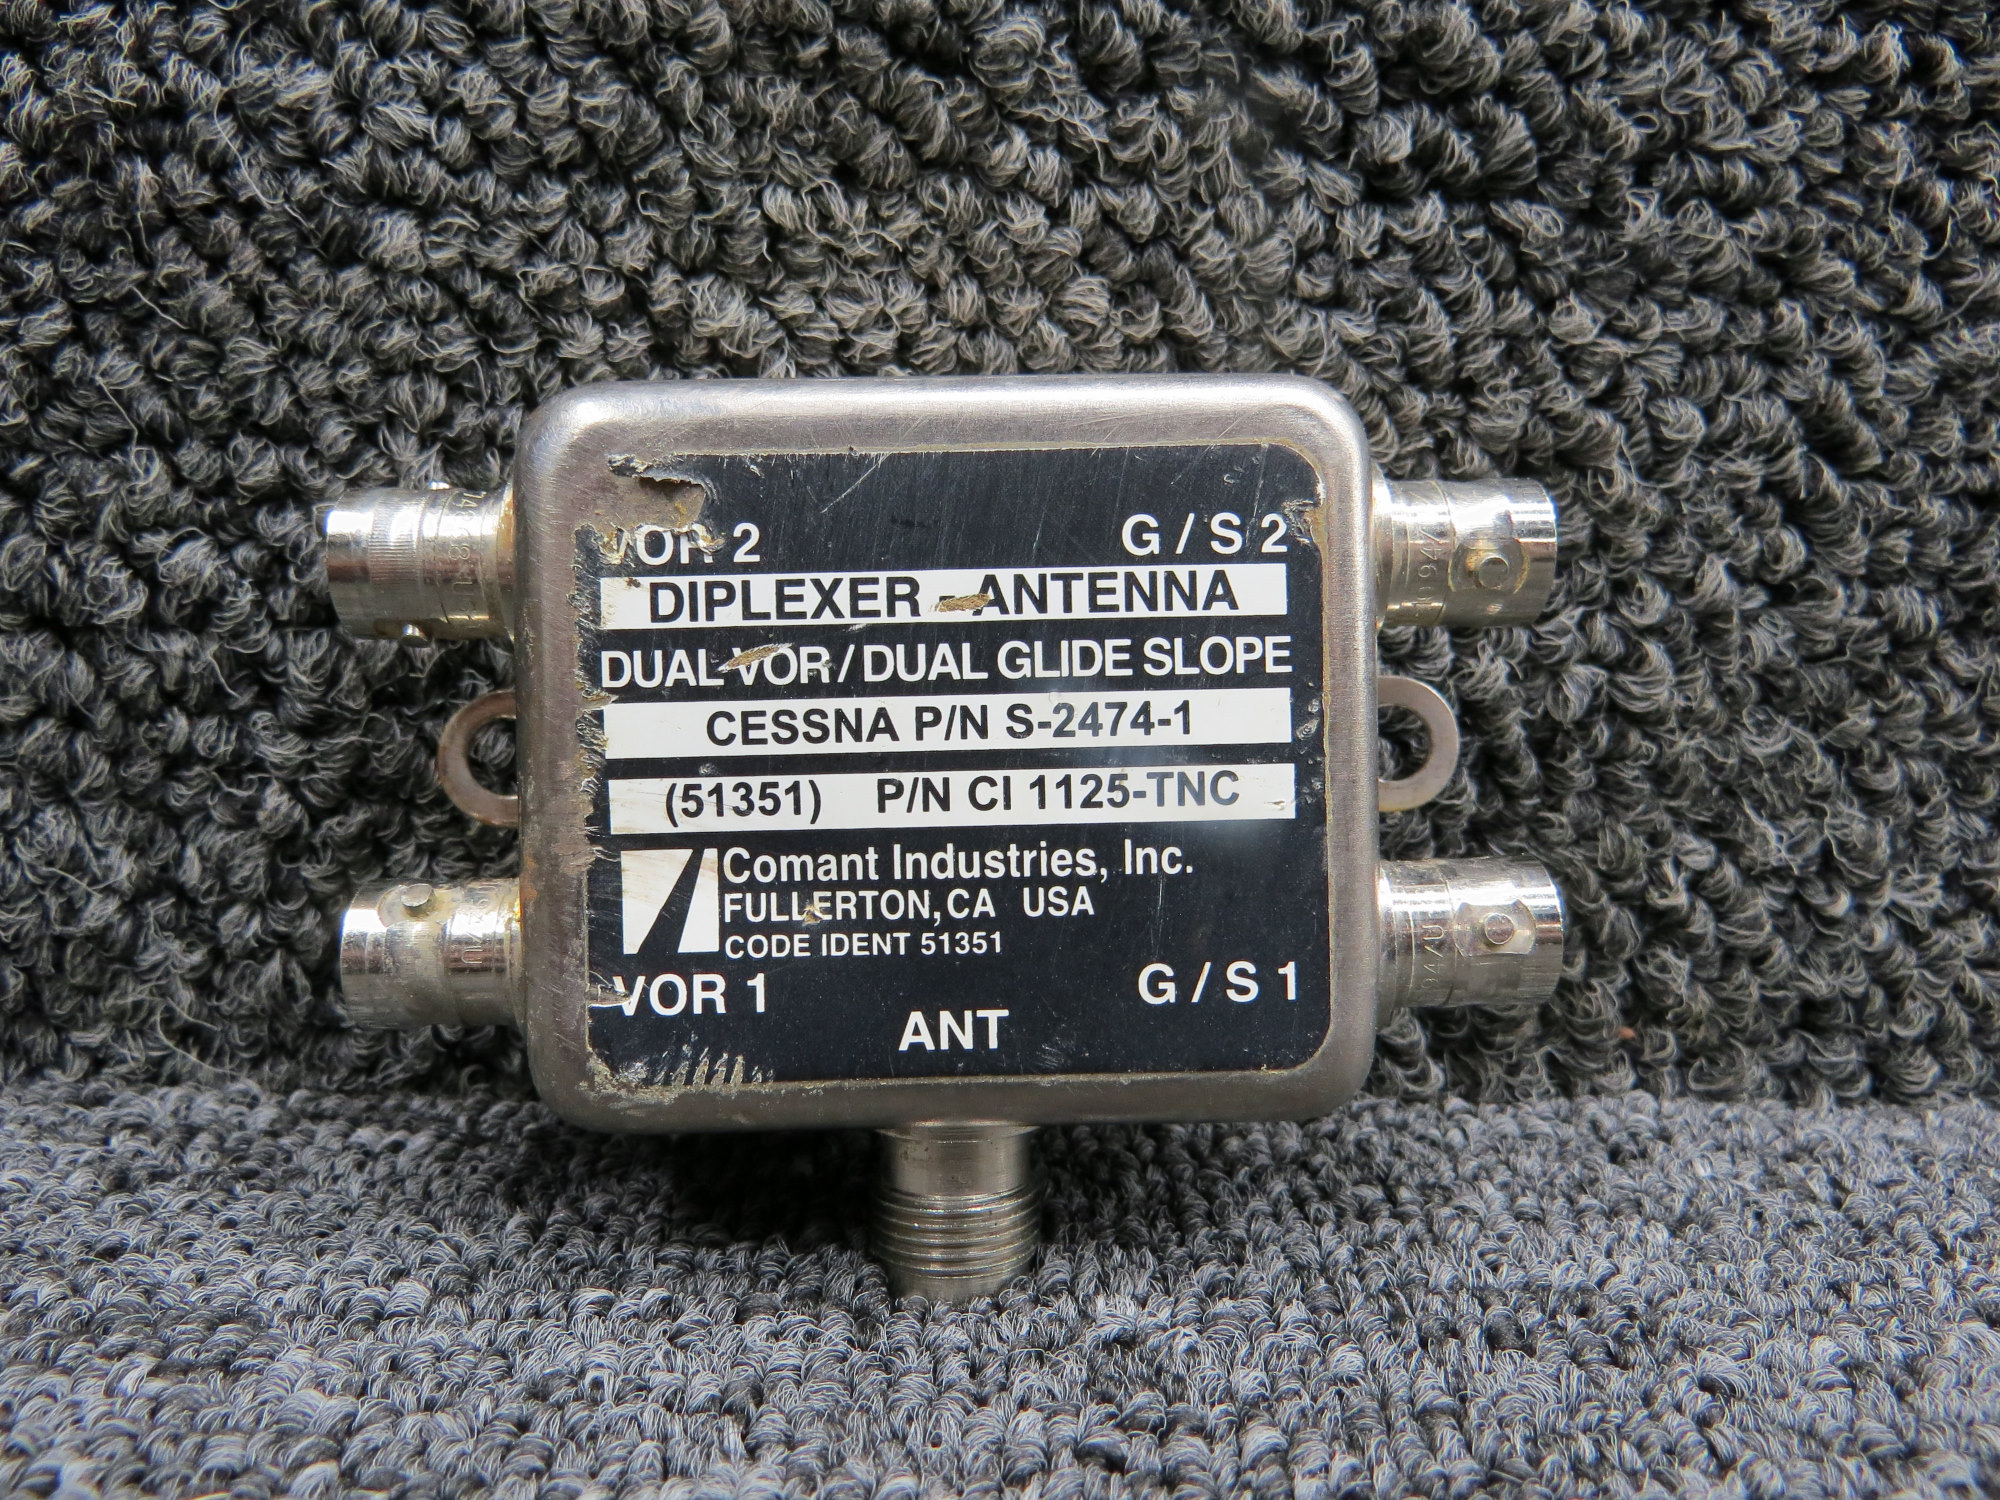 VOR 2 G / S 2
DIPLEXER - ANTENNA
DUAL VOR / DUAL GLIDE SLOPE
CESSNA P/N S-2474-1
(51351) P/N CI 1125-TNC
Comant Industries, Inc.
FULLERTON, CA USA
CODE IDENT 51351
VOR 1 G / S 1
ANT